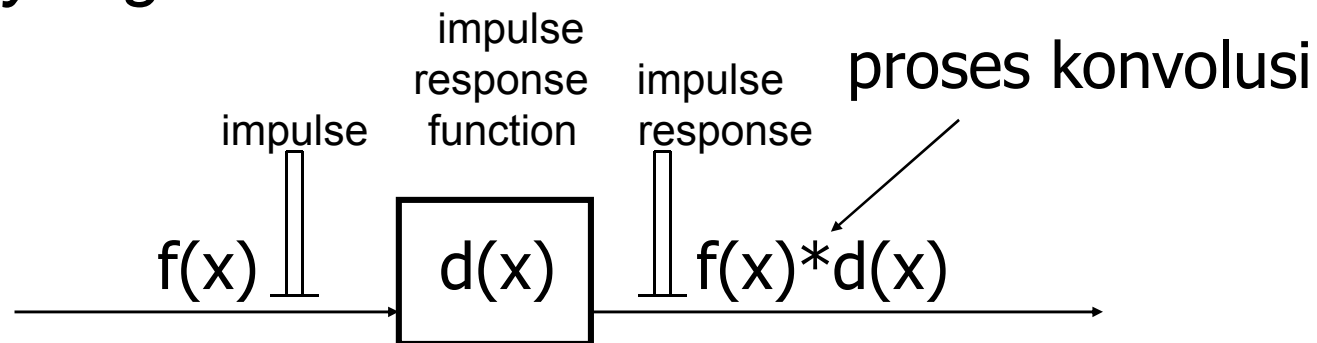 impulse
response
function
impulse
impulse
response
proses konvolusi
f(x)
d(x)
f(x)*d(x)